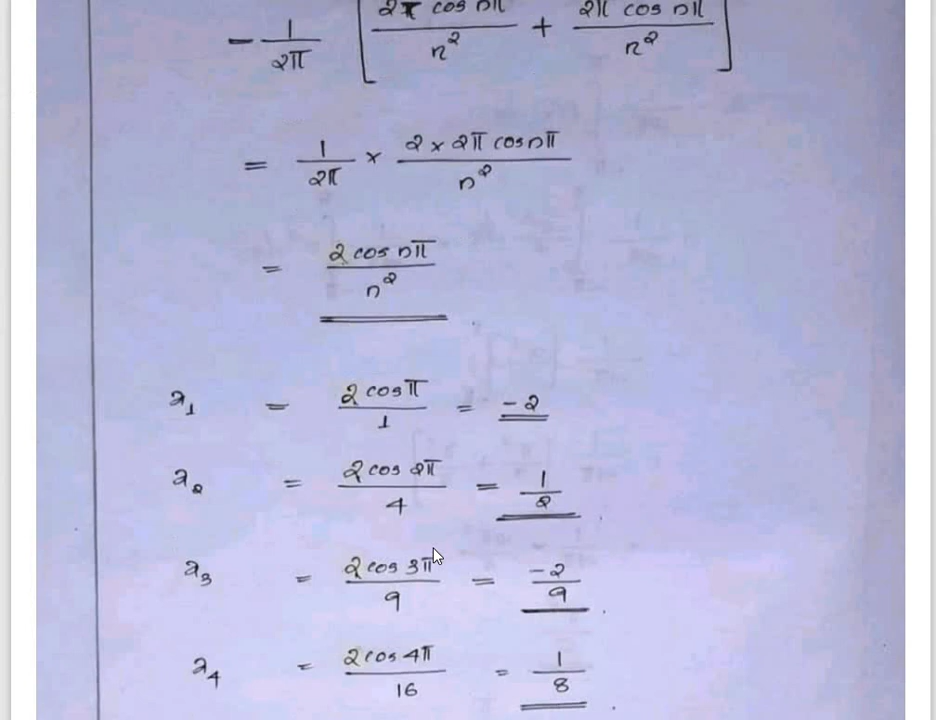 - 1/2π [ 2π cos nπ / n² + 2π cos nπ / n² ]
= 1/2π × 2 × 2π cos nπ / n²
= 2 cos nπ / n²
a₁ = 2 cos π / 1 = -2
a₂ = 2 cos 2π / 4 = 1/2
a₃ = 2 cos 3π / 9 = -2/9
a₄ = 2 cos 4π / 16 = 1/8